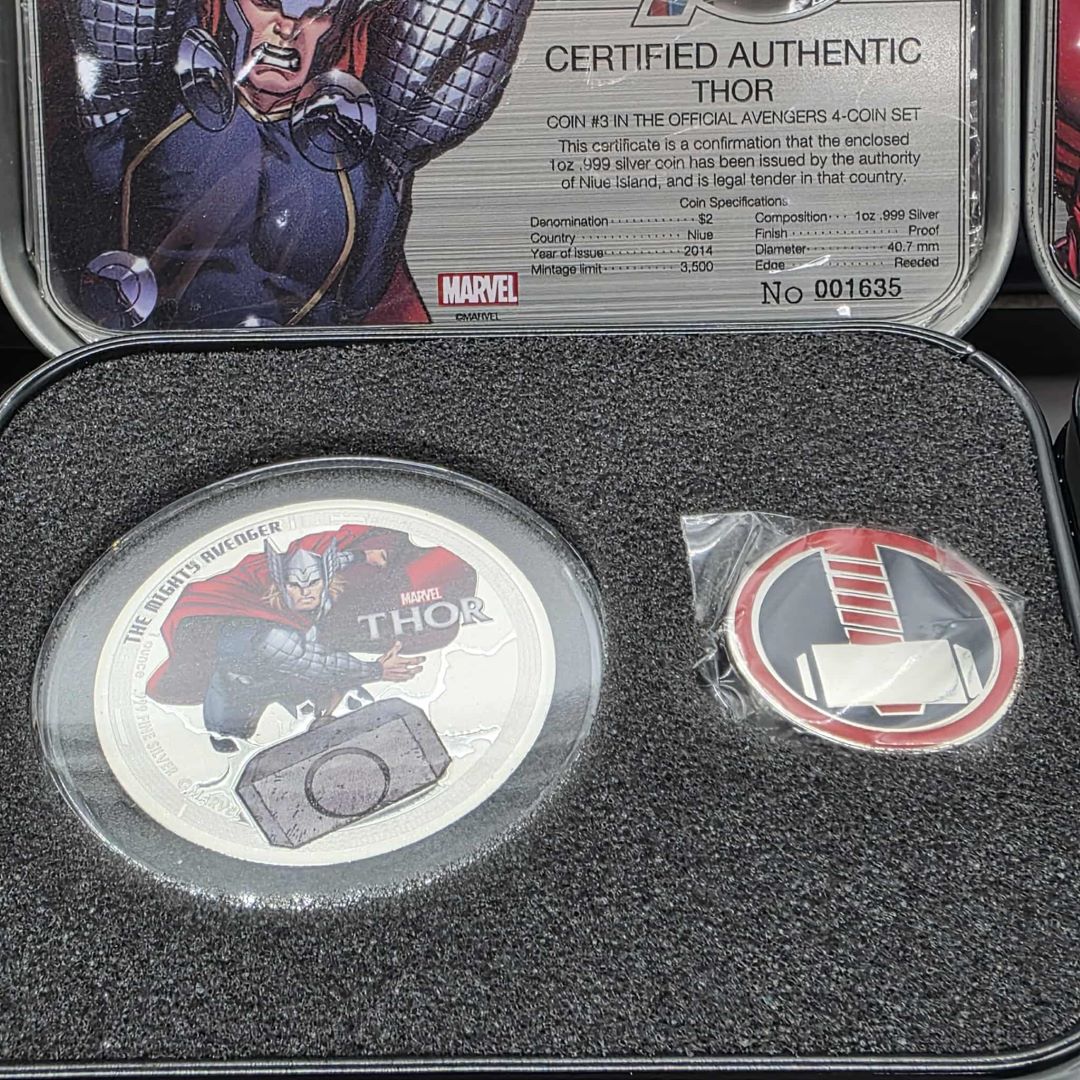 CERTIFIED AUTHENTIC
THOR
COIN #3 IN THE OFFICIAL AVENGERS 4-COIN SET
This certificate is a confirmation that the enclosed
1oz .999 silver coin has been issued by the authority
of Niue Island, and is legal tender in that country.
Coin Specifications
Denomination $2
Country Niue
Year of Issue 2014
Mintage limit 3,500
Composition 1oz .999 Silver
Finish Proof
Diameter 40.7 mm
Edge Reeded
MARVEL
©MARVEL
No 001635
THE MIGHTY AVENGER
MARVEL
THOR
1 ounce .999 FINE SILVER ©MARVEL